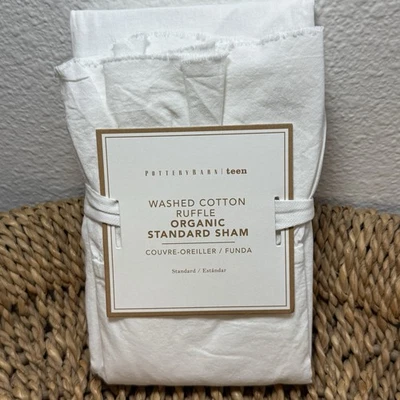 POTTERY BARN | teen
WASHED COTTON
RUFFLE
ORGANIC
STANDARD SHAM
COUVRE-OREILLER / FUNDA
Standard / Estándar